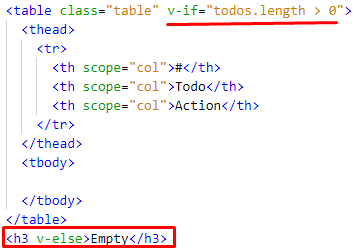 <table class="table" v-if="todos.length > 0">
<thead>
<tr>
<th scope="col">#</th>
<th scope="col">Todo</th>
<th scope="col">Action</th>
</tr>
</thead>
<tbody>
</tbody>
</table>
<h3 v-else>Empty</h3>